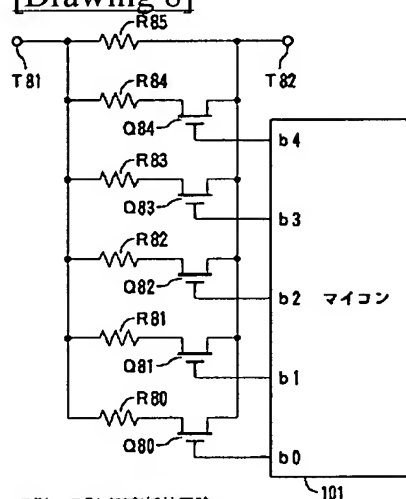 [Drawing 8]
R85
T81
T82
R84
Q84
b4
R83
Q83
b3
R82
Q82
b2 マイコン
R81
Q81
b1
R80
Q80
b0
101